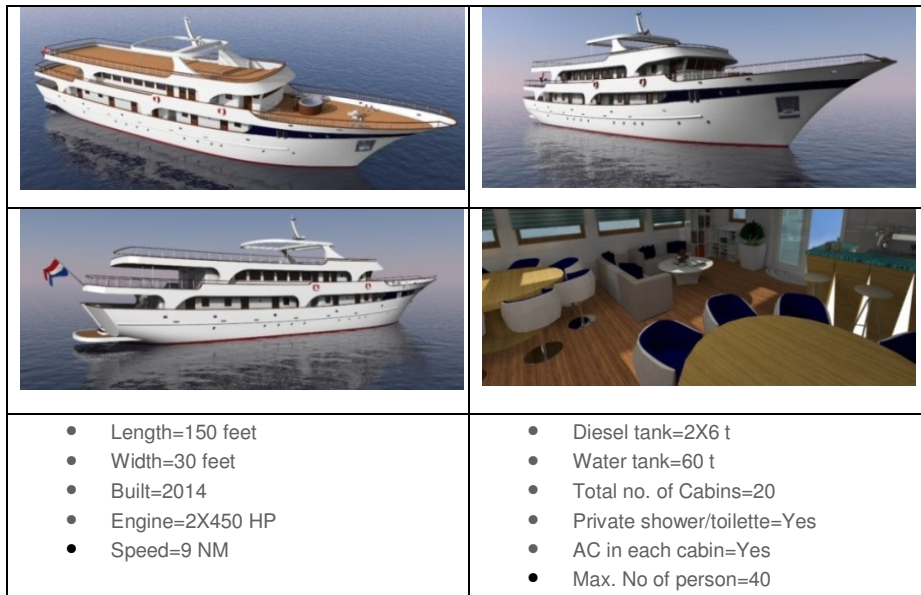 Length=150 feet
Width=30 feet
Built=2014
Engine=2X450 HP
Speed=9 NM
Diesel tank=2X6 t
Water tank=60 t
Total no. of Cabins=20
Private shower/toilette=Yes
AC in each cabin=Yes
Max. No of person=40